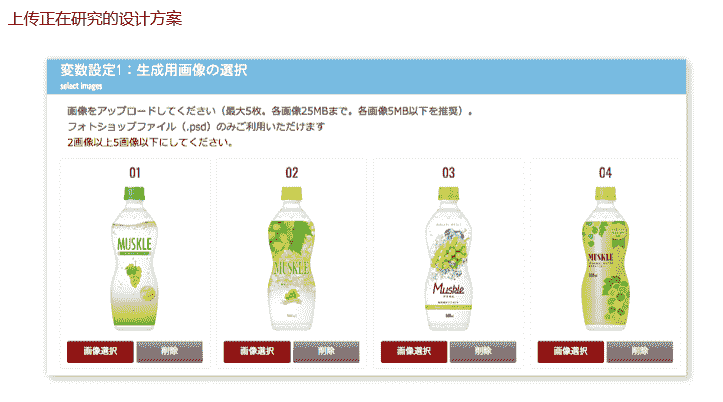 上传正在研究的设计方案
変数設定1：生成用画像の選択
select images
画像をアップロードしてください（最大5枚。各画像25MBまで。各画像5MB以下を推奨）。
フォトショップファイル（.psd）のみご利用いただけます
2画像以上5画像以下にしてください。
01 02 03 04
MUSKLE MUSKLE Muskle MUSKLE
画像選択 削除 画像選択 削除 画像選択 削除 画像選択 削除